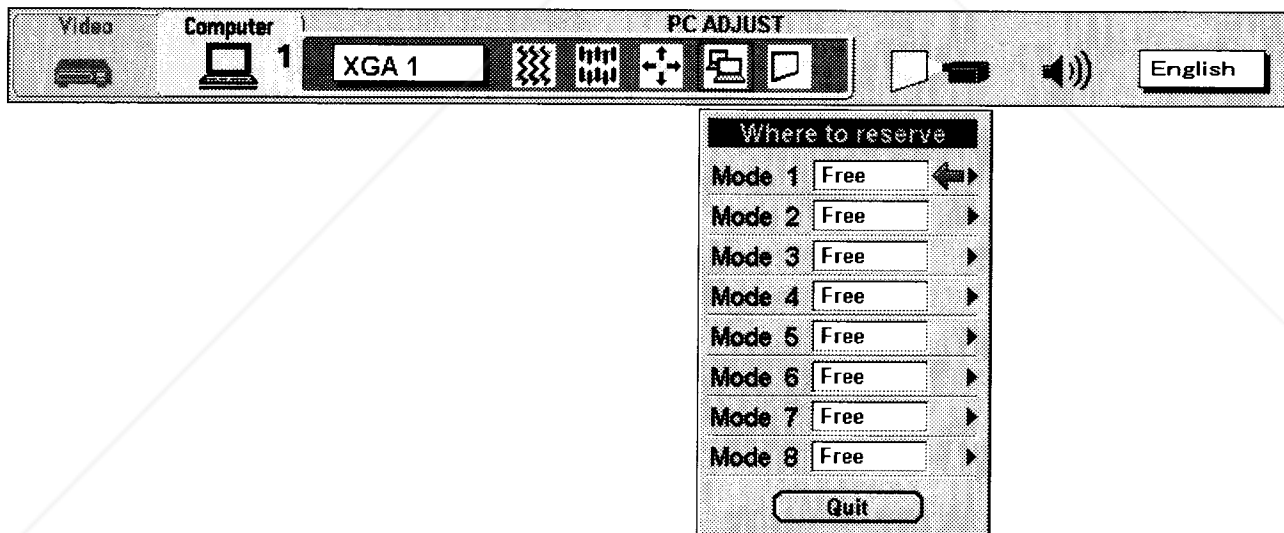 Video
Computer
1
XGA 1
PC ADJUST
English
Where to reserve
Mode 1 Free
Mode 2 Free
Mode 3 Free
Mode 4 Free
Mode 5 Free
Mode 6 Free
Mode 7 Free
Mode 8 Free
Quit